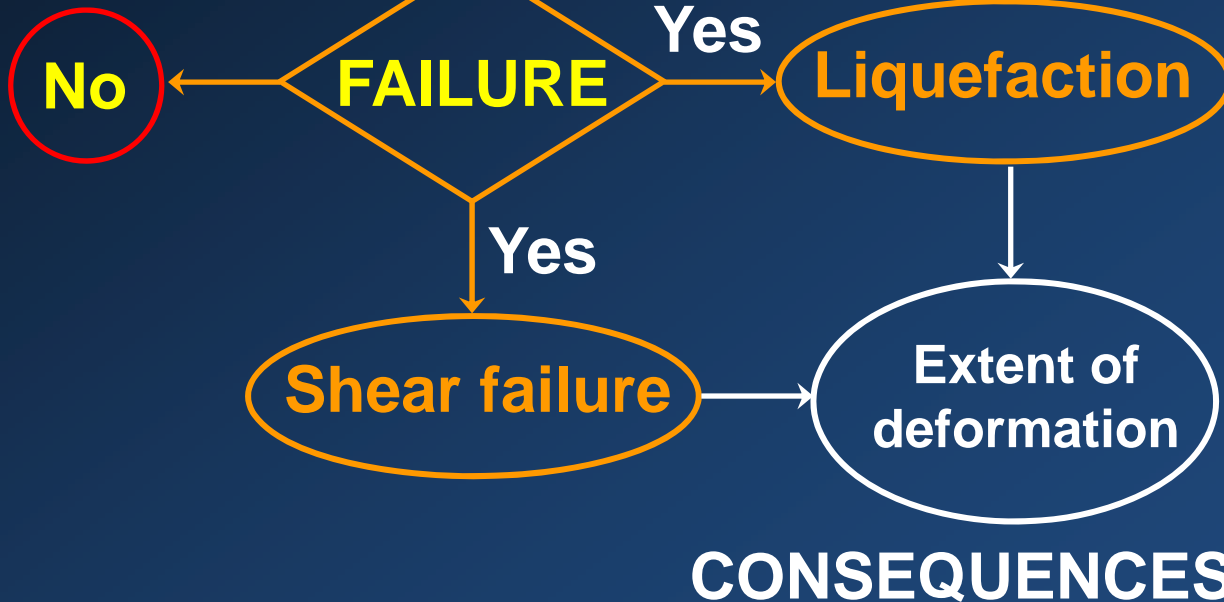 Yes
No
FAILURE
Liquefaction
Yes
Shear failure
Extent of
deformation
CONSEQUENCES